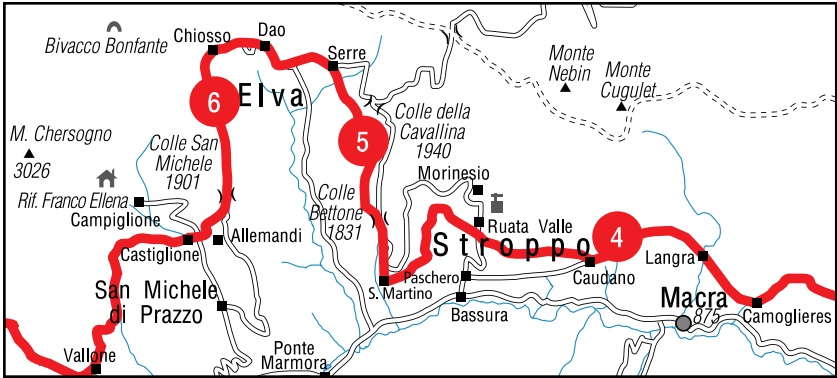 Bivacco Bonfante
Chiosso
Dao
Serre
Monte
Nebin
Monte
Cugulet
6
Elva
5
M. Chersogno
3026
Colle San
Michele
1901
Colle della
Cavallina
1940
Rif. Franco Ellena
Campiglione
Morinesio
Colle
Bettone
1831
Castiglione
Allemandi
Ruata
Valle
Stroppo
4
Langra
San Michele
di Prazzo
S. Martino
Paschero
Caudano
Macra
875
Camoglieres
Bassura
Vallone
Ponte
Marmora